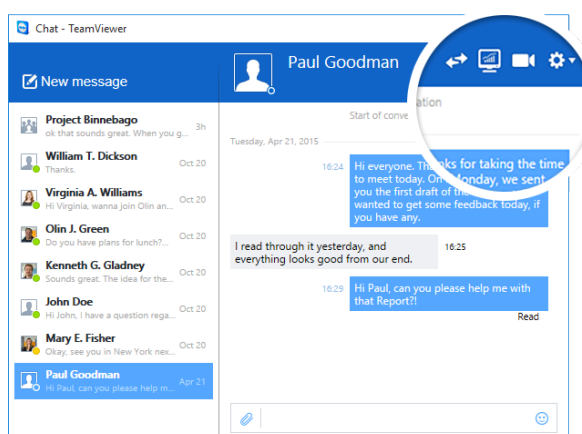 Chat - TeamViewer
New message
Project Binnebago
ok that sounds great. When you g... 3h
William T. Dickson
Thanks. Oct 20
Virginia A. Williams
Hi Virginia, wanna join Olin an... Oct 20
Olin J. Green
Do you have plans for lunch?... Oct 20
Kenneth G. Gladney
Sounds great. The idea for the... Oct 20
John Doe
Hi John, I have a question rega... Oct 20
Mary E. Fisher
Okay, see you in New York nex... Oct 20
Paul Goodman
Hi Paul, can you please help m... Apr 21
Paul Goodman
Start of conve
ation
Tuesday, Apr 21, 2015
16:24 Hi everyone. Thanks for taking the time
to meet today. On Monday, we sent
you the first draft of the
wanted to get some feedback today, if
you have any.
I read through it yesterday, and 16:25
everything looks good from our end.
16:29 Hi Paul, can you please help me with
that Report?!
Read